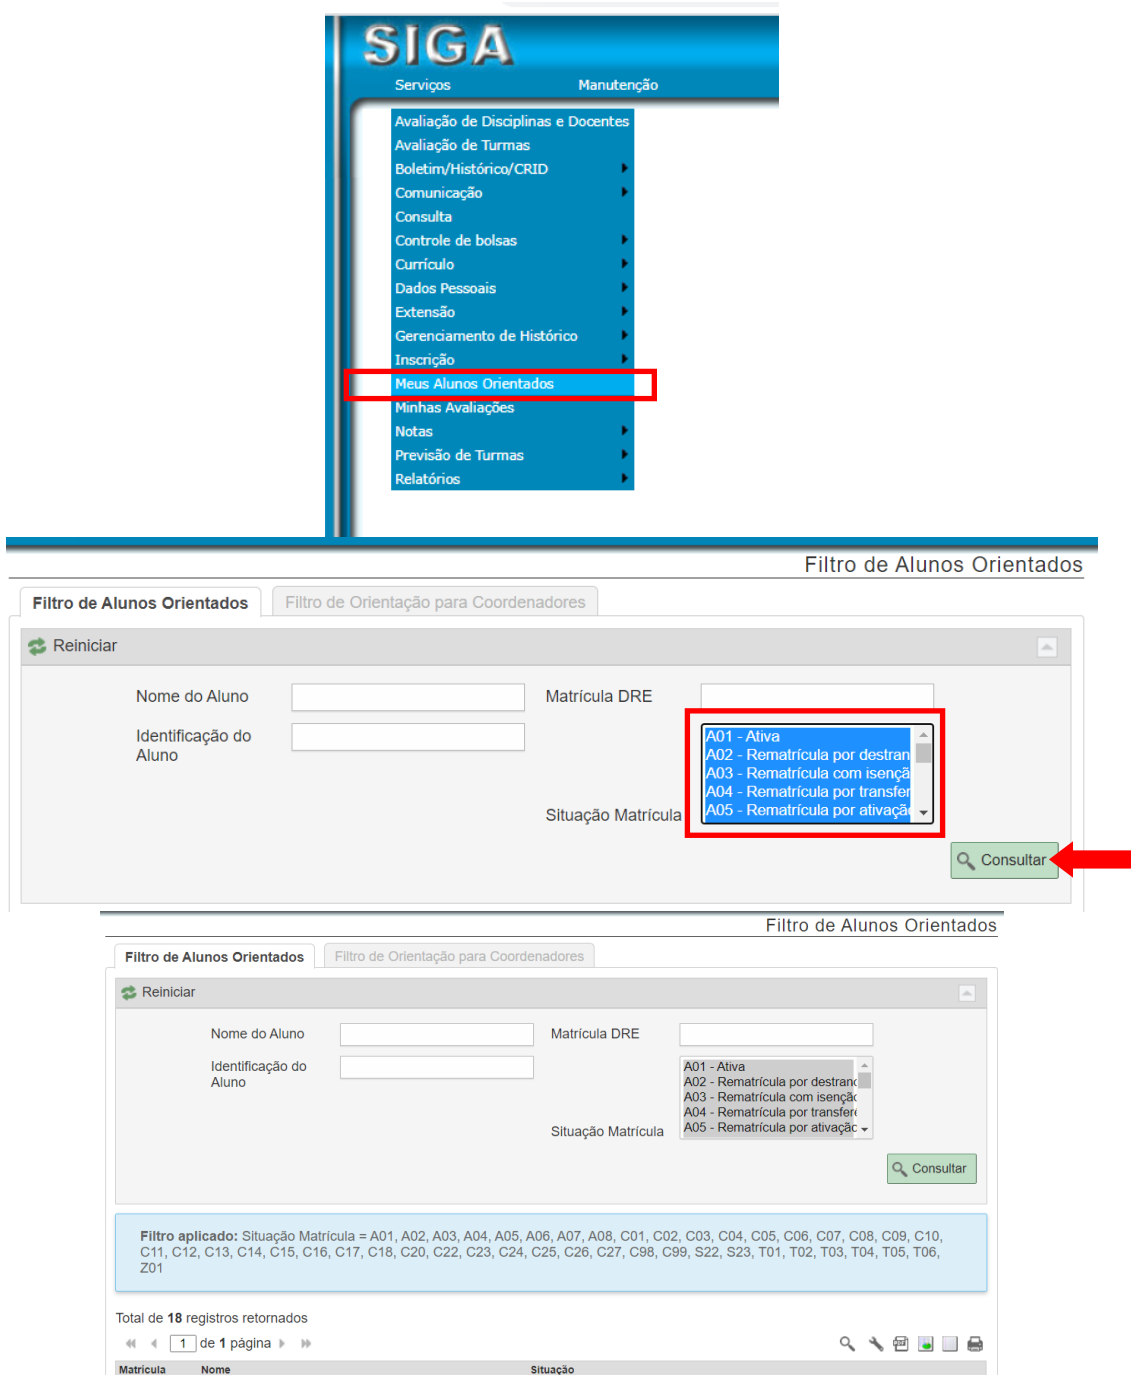 SIGA
Serviços Manutenção
Avaliação de Disciplinas e Docentes
Avaliação de Turmas
Boletim/Histórico/CRID
Comunicação
Consulta
Controle de bolsas
Currículo
Dados Pessoais
Extensão
Gerenciamento de Histórico
Inscrição
Meus Alunos Orientados
Minhas Avaliações
Notas
Previsão de Turmas
Relatórios
Filtro de Alunos Orientados
Filtro de Alunos Orientados Filtro de Orientação para Coordenadores
Reiniciar
Nome do Aluno Matrícula DRE
Identificação do
Aluno
A01 - Ativa
A02 - Rematrícula por destran
A03 - Rematrícula com isençã
A04 - Rematrícula por transfer
A05 - Rematrícula por ativação
Situação Matrícula
Consultar
Filtro de Alunos Orientados
Filtro de Alunos Orientados Filtro de Orientação para Coordenadores
Reiniciar
Nome do Aluno Matrícula DRE
Identificação do
Aluno
A01 - Ativa
A02 - Rematrícula por destranc
A03 - Rematrícula com isenção
A04 - Rematrícula por transferê
A05 - Rematrícula por ativação
Situação Matrícula
Consultar
Filtro aplicado: Situação Matrícula = A01, A02, A03, A04, A05, A06, A07, A08, C01, C02, C03, C04, C05, C06, C07, C08, C09, C10,
C11, C12, C13, C14, C15, C16, C17, C18, C20, C22, C23, C24, C25, C26, C27, C98, C99, S22, S23, T01, T02, T03, T04, T05, T06,
Z01
Total de 18 registros retornados
1 de 1 página
Matricula Nome Situação